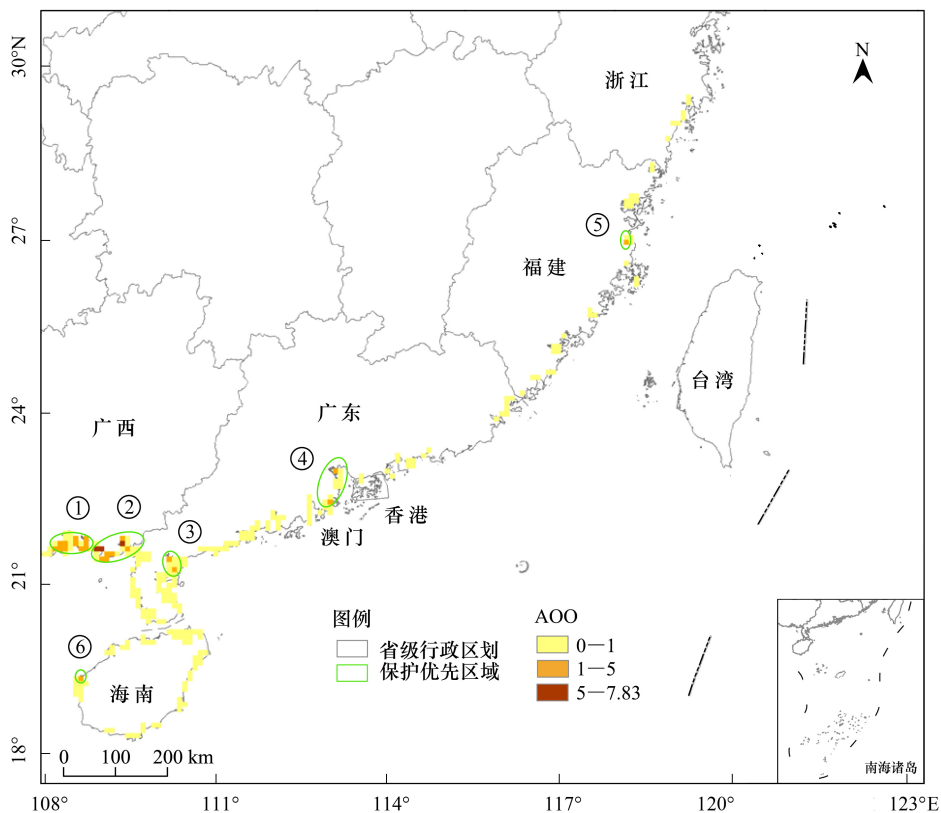 30°N
27°
24°
21°
18°
108°
111°
114°
117°
120°
123°E
N
浙江
⑤
福建
台湾
广西
广东
④
①
②
③
香港
澳门
⑥
海南
图例
省级行政区划
保护优先区域
AOO
0—1
1—5
5—7.83
0 100 200 km
南海诸岛